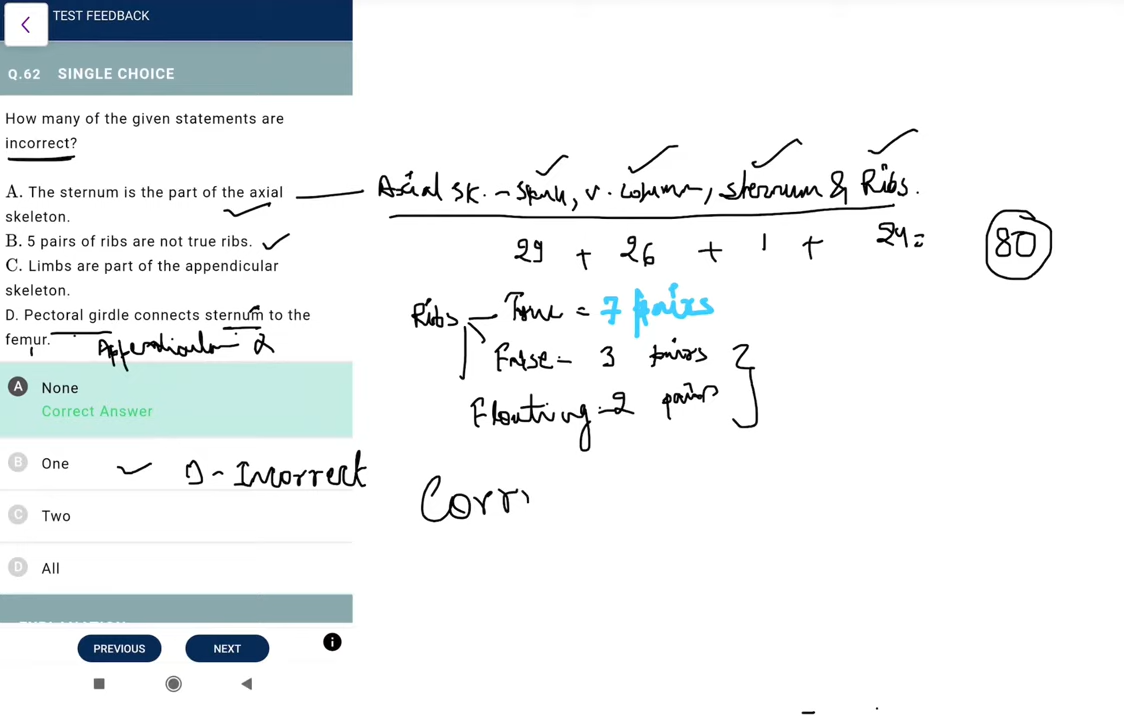 TEST FEEDBACK
Q.62 SINGLE CHOICE
How many of the given statements are
incorrect?
A. The sternum is the part of the axial
skeleton.
B. 5 pairs of ribs are not true ribs.
C. Limbs are part of the appendicular
skeleton.
D. Pectoral girdle connects sternum to the
femur.
Appendicular 2
A None
Correct Answer
B One
D - Incorrect
C Two
D All
PREVIOUS NEXT
Axial sk. - Skull, v. column, sternum & Ribs.
29 + 26 + 1 + 24 = 80
Ribs - True = 7 pairs
False - 3 pairs
Floating - 2 pairs
Corr